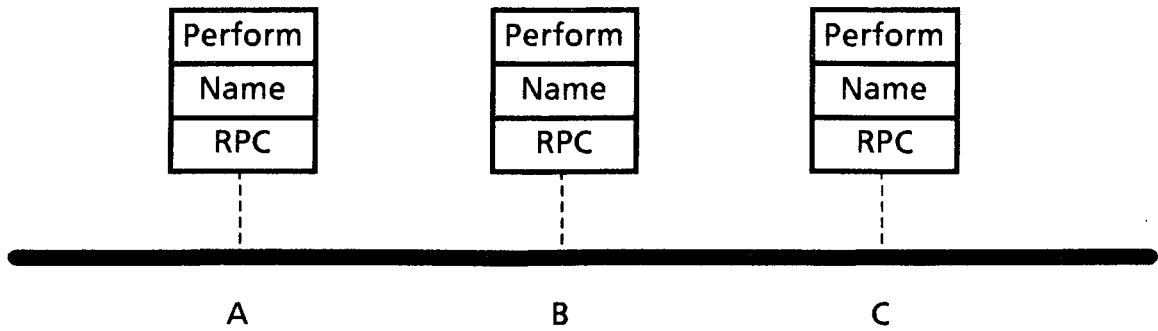 Perform Perform Perform
Name Name Name
RPC RPC RPC
A B C